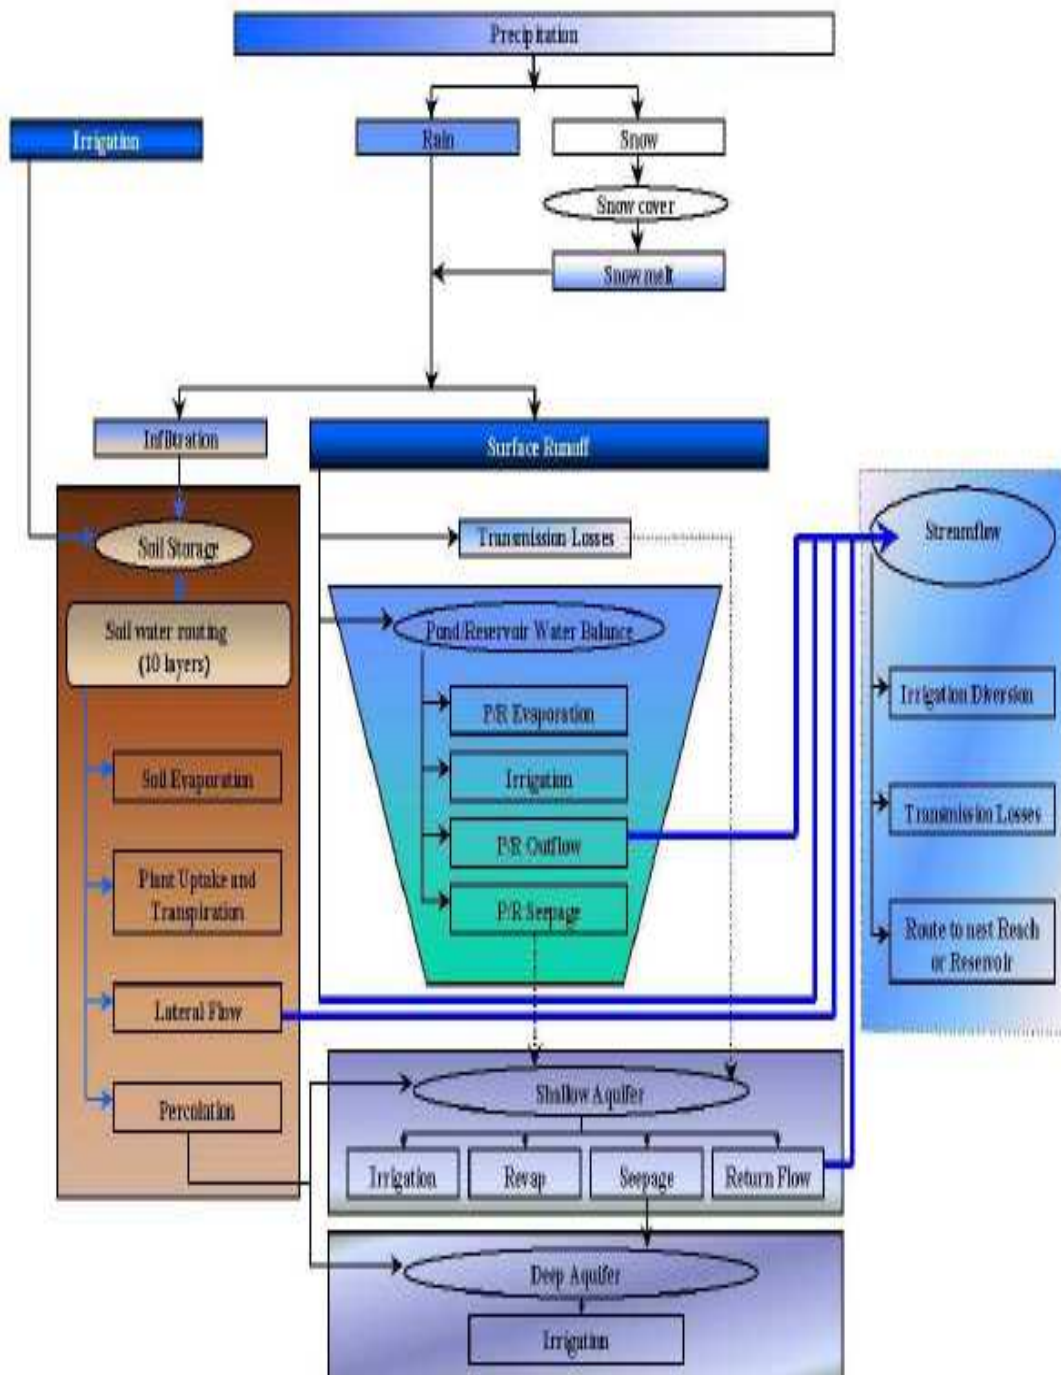 Precipitation
Irrigation
Rain
Snow
Snow cover
Snow melt
Infiltration
Surface Runoff
Soil Storage
Transmission Losses
Streamflow
Soil water routing
(10 layers)
Pond/Reservoir Water Balance
P/R Evaporation
Irrigation Diversion
Soil Evaporation
Irrigation
Transmission Losses
P/R Outflow
Plant Uptake and
Transpiration
P/R Seepage
Route to nest Reach
or Reservoir
Lateral Flow
Percolation
Shallow Aquifer
Irrigation
Revap
Seepage
Return Flow
Deep Aquifer
Irrigation